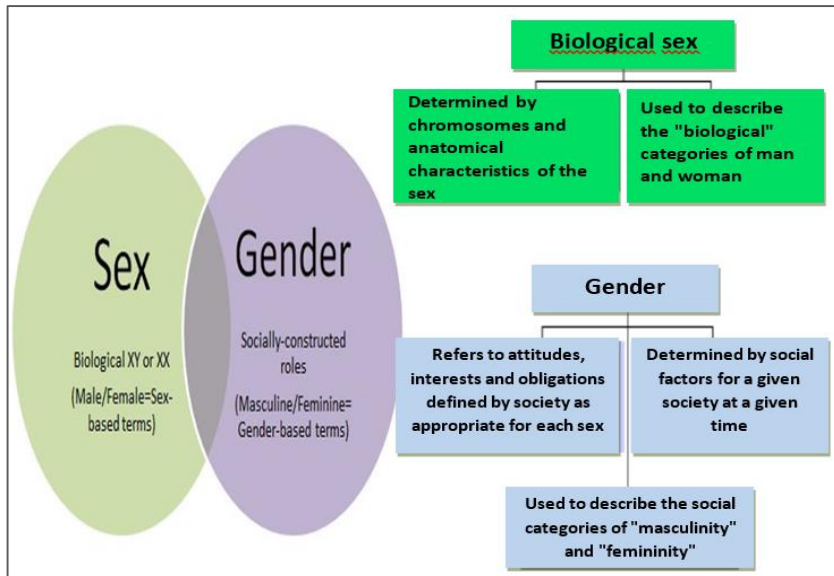 Sex
Biological XY or XX
(Male/Female=Sex-
based terms)
Gender
Socially-constructed
roles
(Masculine/Feminine=
Gender-based terms)
Biological sex
Determined by
chromosomes and
anatomical
characteristics of the
sex
Used to describe
the "biological"
categories of man
and woman
Gender
Refers to attitudes,
interests and obligations
defined by society as
appropriate for each sex
Determined by social
factors for a given
society at a given
time
Used to describe the social
categories of "masculinity"
and "femininity"